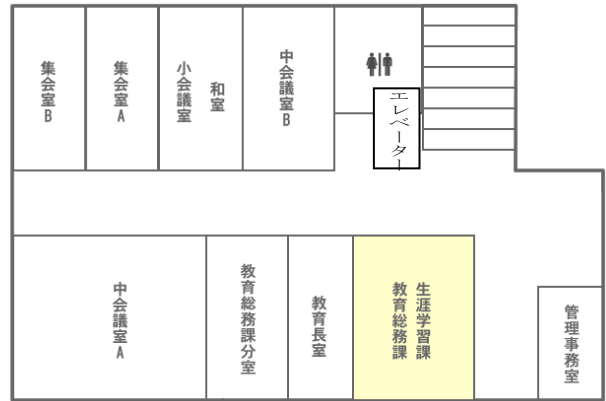 集会室B
集会室A
小会議室
和室
中会議室B
エレベーター
中会議室A
教育総務課分室
教育長室
生涯学習課
教育総務課
管理事務室